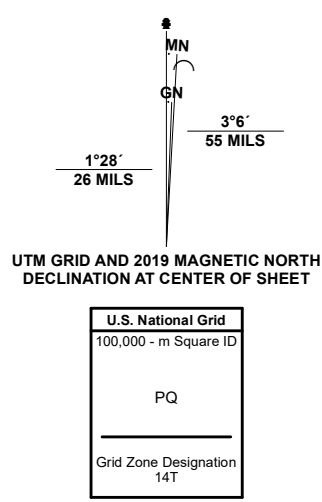 MN
GN
3°6´
55 MILS
1°28´
26 MILS
UTM GRID AND 2019 MAGNETIC NORTH
DECLINATION AT CENTER OF SHEET
U.S. National Grid
100,000 - m Square ID
PQ
Grid Zone Designation
14T